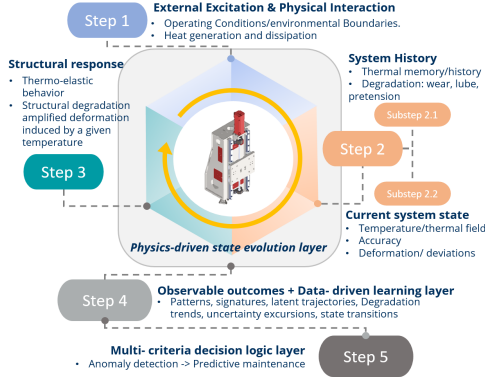 Step 1
External Excitation & Physical Interaction
• Operating Conditions/environmental Boundaries.
• Heat generation and dissipation
Structural response
• Thermo-elastic
behavior
• Structural degradation
amplified deformation
induced by a given
temperature
Step 3
System History
• Thermal memory/history
• Degradation: wear, lube,
pretension
Substep 2.1
Step 2
Substep 2.2
Current system state
• Temperature/thermal field
• Accuracy
• Deformation/ deviations
Physics-driven state evolution layer
Step 4
Observable outcomes + Data- driven learning layer
• Patterns, signatures, latent trajectories, Degradation
trends, uncertainty excursions, state transitions
Multi- criteria decision logic layer
• Anomaly detection -> Predictive maintenance
Step 5